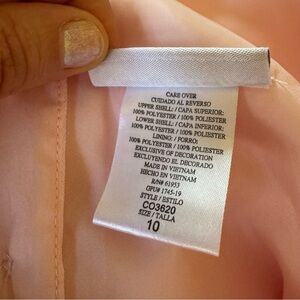 CARE OVER
CUIDADO AL REVERSO
UPPER SHELL: / CAPA SUPERIOR:
100% POLYESTER / 100% POLIESTER
LOWER SHELL: / CAPA INFERIOR:
100% POLYESTER / 100% POLIESTER
LINING: / FORRO:
100% POLYESTER / 100% POLIESTER
EXCLUSIVE OF DECORATION
EXCLUYENDO EL DECORADO
MADE IN VIETNAM
HECHO EN VIETNAM
RN# 61953
GPU# 1745-19
STYLE / ESTILO
CO3620
SIZE / TALLA
10